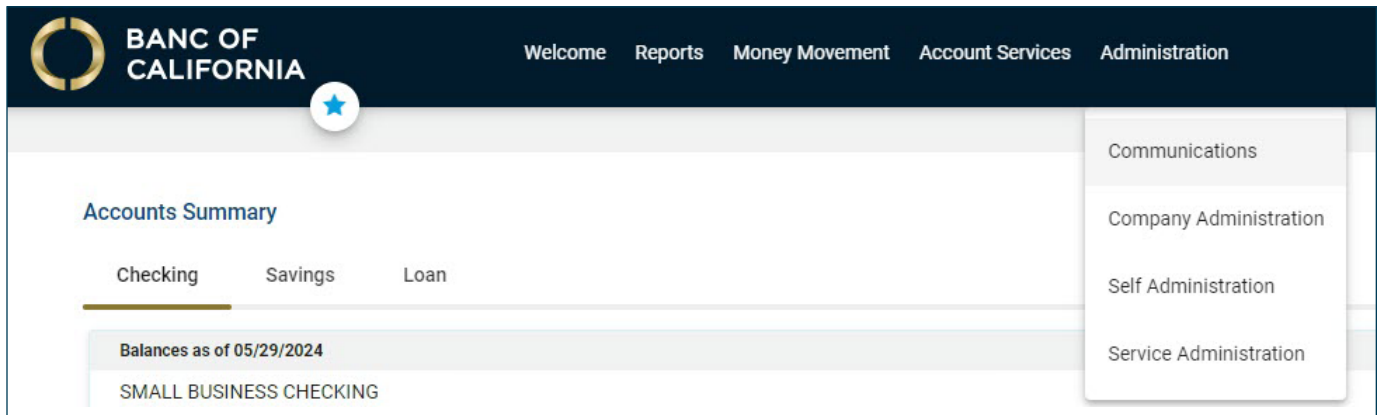 BANC OF
CALIFORNIA
Welcome Reports Money Movement Account Services Administration
Communications
Company Administration
Self Administration
Service Administration
Accounts Summary
Checking Savings Loan
Balances as of 05/29/2024
SMALL BUSINESS CHECKING